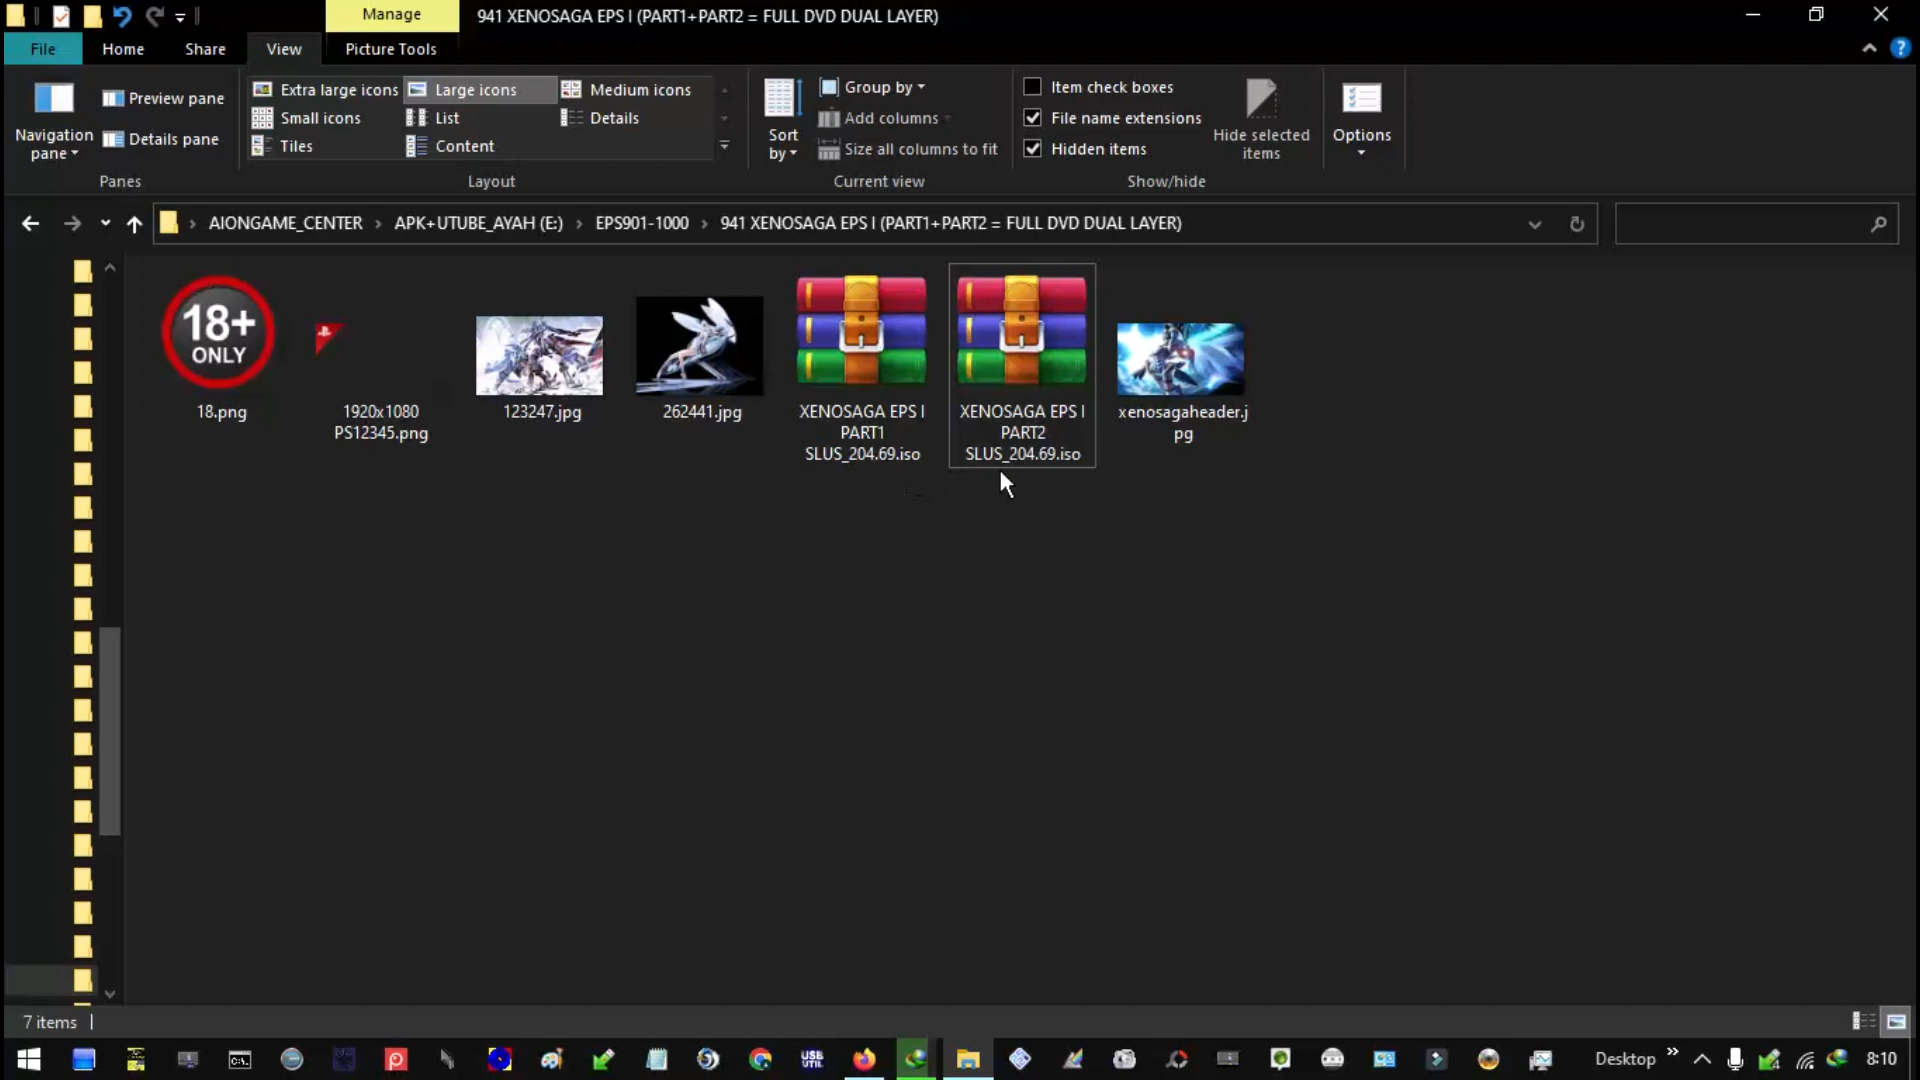 Manage
941 XENOSAGA EPS I (PART1+PART2 = FULL DVD DUAL LAYER)
File
Home
Share
View
Picture Tools
Navigation pane
Preview pane
Details pane
Panes
Extra large icons
Large icons
Medium icons
Small icons
List
Details
Tiles
Content
Layout
Sort by
Group by
Add columns
Size all columns to fit
Current view
Item check boxes
File name extensions
Hidden items
Hide selected items
Show/hide
Options
AIONGAME_CENTER
APK+UTUBE_AYAH (E:)
EPS901-1000
941 XENOSAGA EPS I (PART1+PART2 = FULL DVD DUAL LAYER)
18+
ONLY
18.png
1920x1080
PS12345.png
123247.jpg
262441.jpg
XENOSAGA EPS I
PART1
SLUS_204.69.iso
XENOSAGA EPS I
PART2
SLUS_204.69.iso
xenosagaheader.j
pg
7 items
C:\
USB
UTIL
Desktop
8:10